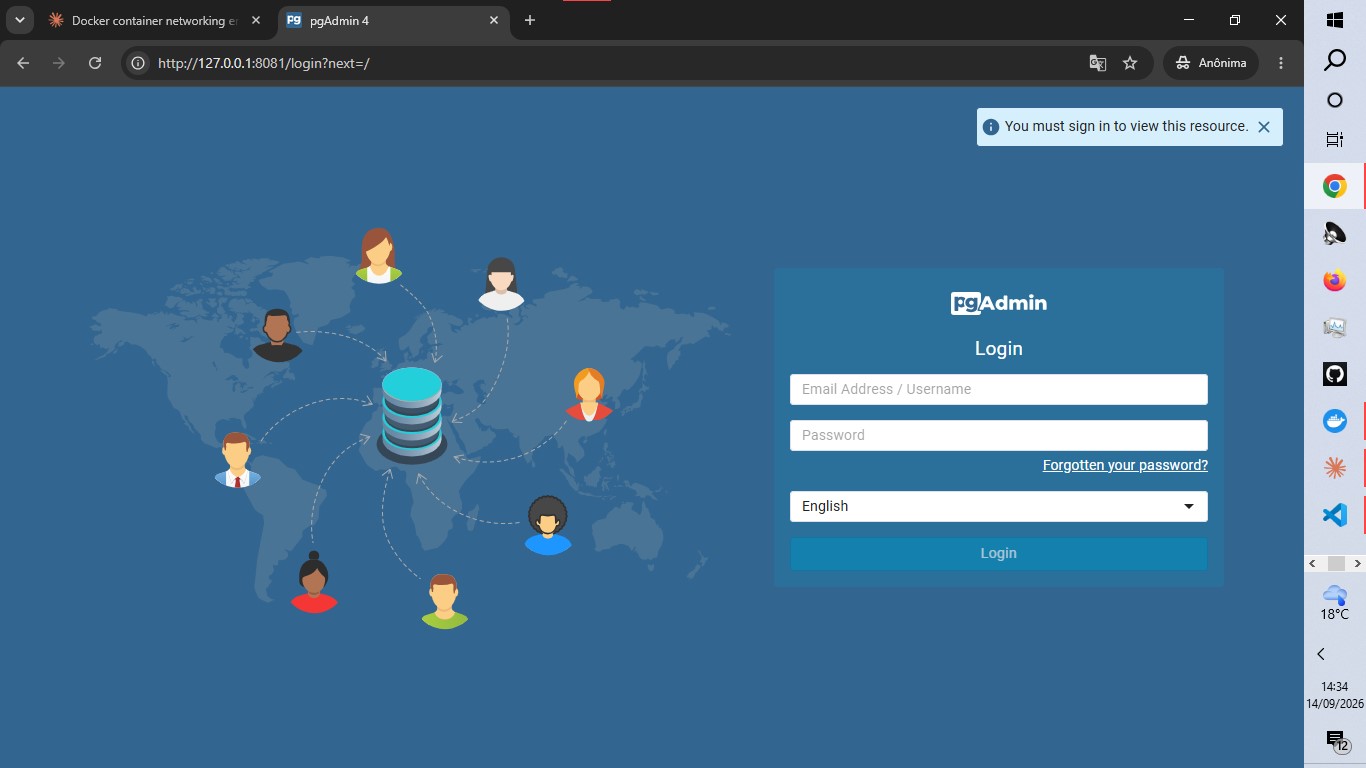 Docker container networking er
pgAdmin 4
http://127.0.0.1:8081/login?next=/
Anônima
You must sign in to view this resource.
pgAdmin
Login
Email Address / Username
Password
Forgotten your password?
English
Login
18°C
14:34
14/09/2026
12